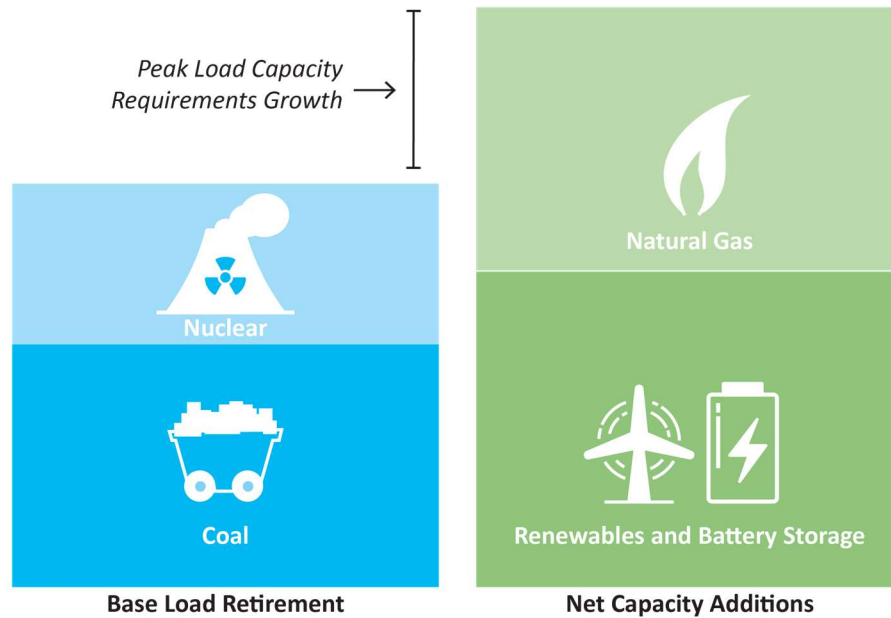 Peak Load Capacity
Requirements Growth
Nuclear
Coal
Base Load Retirement
Natural Gas
Renewables and Battery Storage
Net Capacity Additions